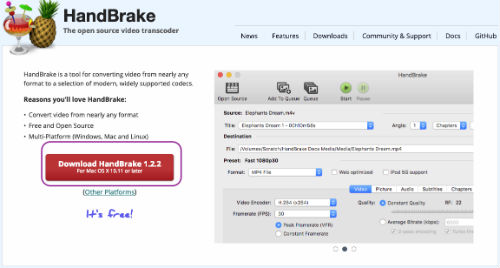 HandBrake
The open source video transcoder
News Features Downloads Community & Support Docs GitHub
HandBrake is a tool for converting video from nearly any
format to a selection of modern, widely supported codecs.
Reasons you'll love HandBrake:
• Convert video from nearly any format
• Free and Open Source
• Multi-Platform (Windows, Mac and Linux)
Download HandBrake 1.2.2
For Mac OS X 10.11 or later
(Other Platforms)
It's free!
HandBrake
Open Source Add To Queue Queue Start Pause
Source: Elephants Dream.m4v
Title: Elephants Dream 1 - 00h10m56s Angle: 1 Chapters
Destination
File: /Volumes/Scratch/HandBrake Docs Media/Media/Elephants Dream.mp4
Preset: Fast 1080p30
Format: MP4 File Web optimized iPod 5G support
Video Picture Audio Subtitles Chapters
Video Encoder: H.264 (x264) Quality: Constant Quality RF: 22
Framerate (FPS): 30
Peak Framerate (VFR) Average Bitrate (kbps):
Constant Framerate 2-pass encoding